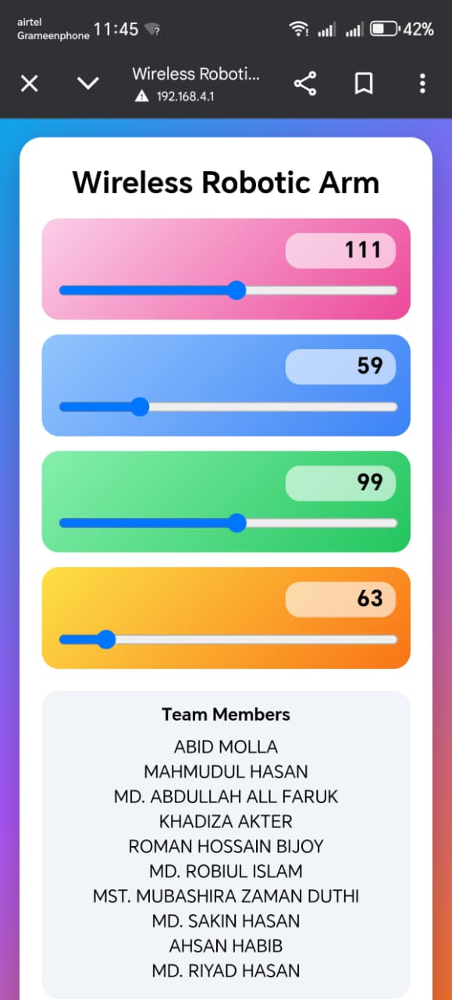 airtel
Grameenphone 11:45 ? ! 42%
Wireless Roboti...
192.168.4.1
Wireless Robotic Arm
111
59
99
63
Team Members
ABID MOLLA
MAHMUDUL HASAN
MD. ABDULLAH ALL FARUK
KHADIZA AKTER
ROMAN HOSSAIN BIJOY
MD. ROBIUL ISLAM
MST. MUBASHIRA ZAMAN DUTHI
MD. SAKIN HASAN
AHSAN HABIB
MD. RIYAD HASAN